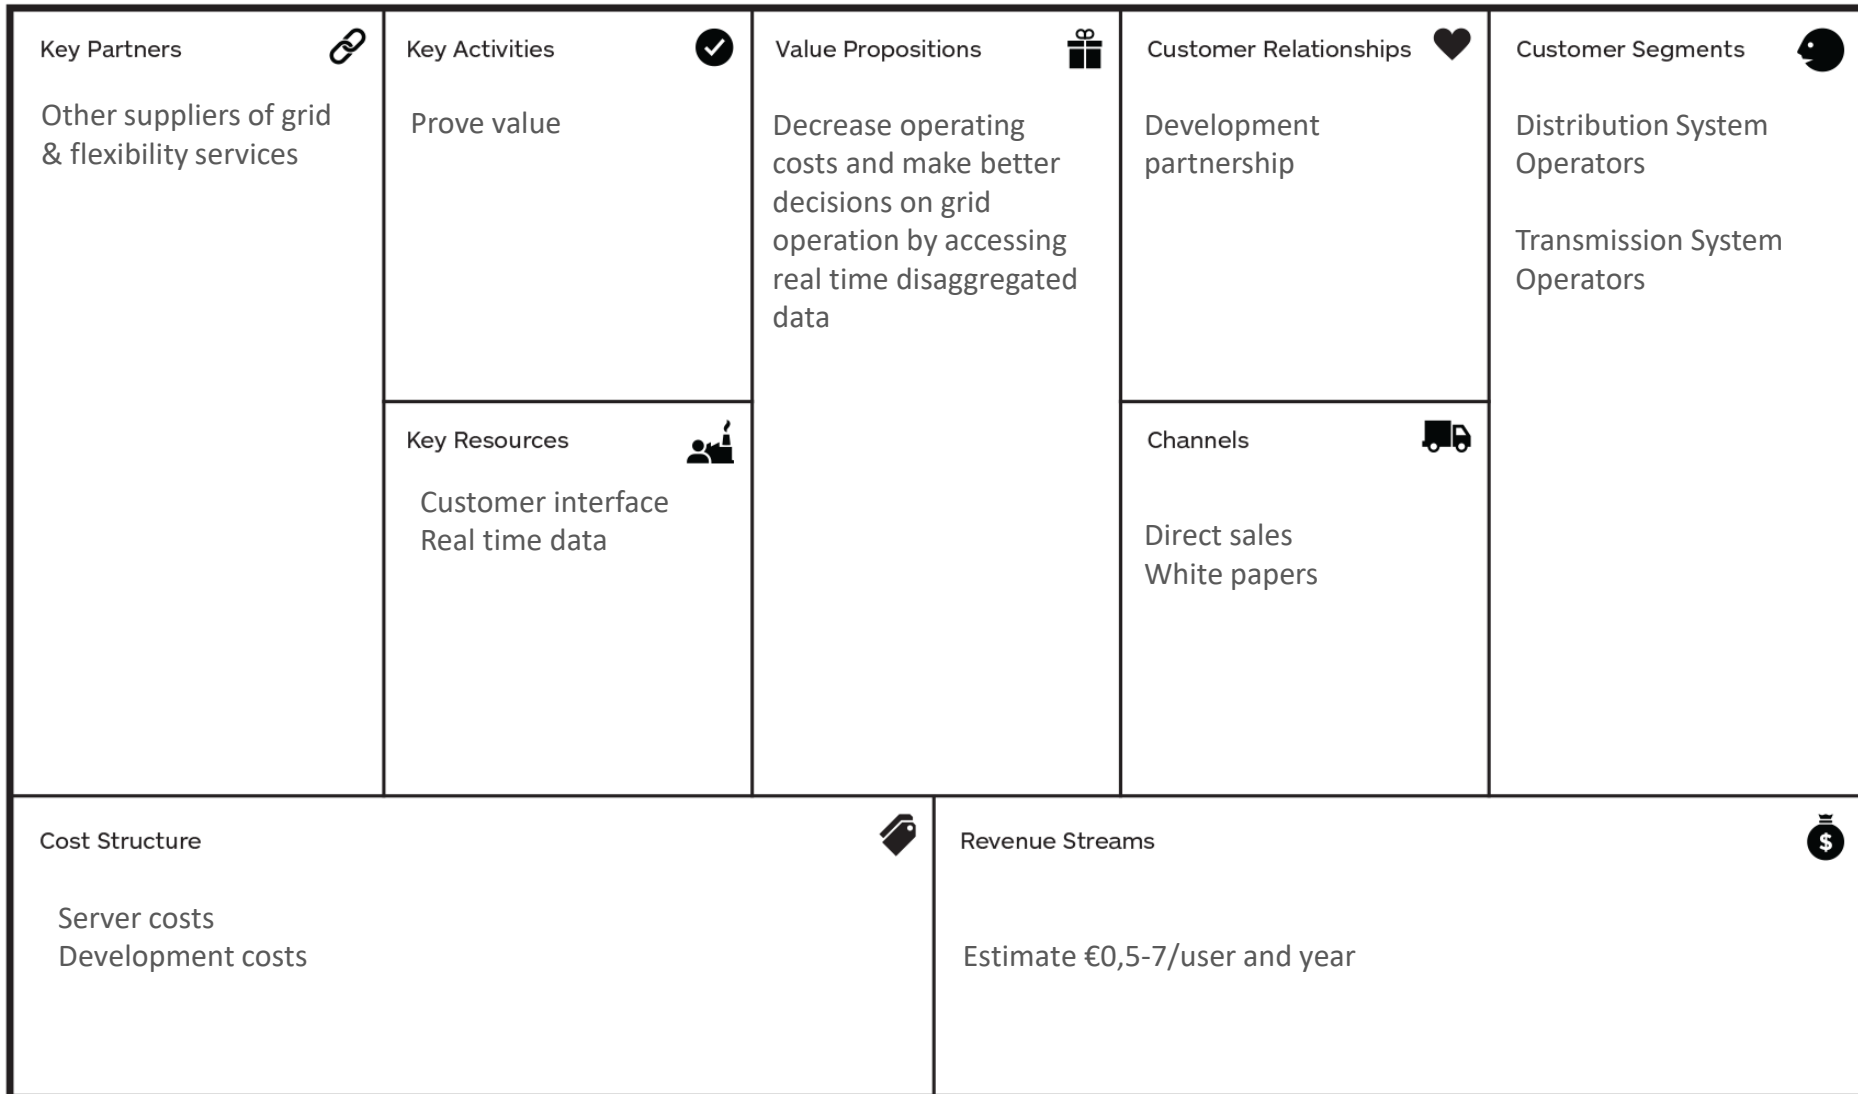 Key Partners
Other suppliers of grid
& flexibility services
Key Activities
Prove value
Key Resources
Customer interface
Real time data
Value Propositions
Decrease operating
costs and make better
decisions on grid
operation by accessing
real time disaggregated
data
Customer Relationships
Development
partnership
Channels
Direct sales
White papers
Customer Segments
Distribution System
Operators
Transmission System
Operators
Cost Structure
Server costs
Development costs
Revenue Streams
$
Estimate €0,5-7/user and year